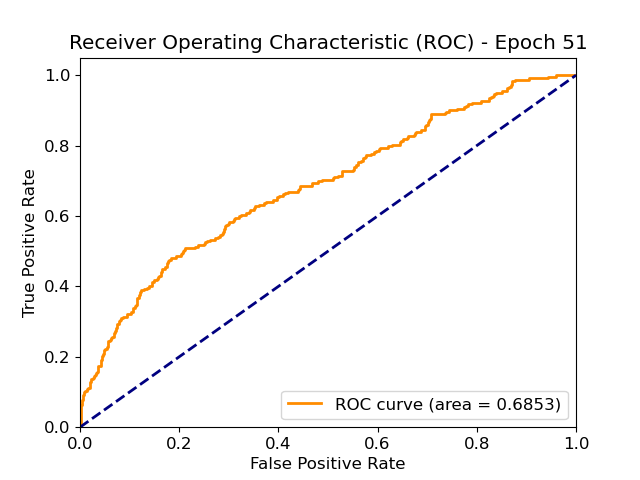 Receiver Operating Characteristic (ROC) - Epoch 51
True Positive Rate
1.0
0.8
0.6
0.4
0.2
0.0
ROC curve (area = 0.6853)
0.0 0.2 0.4 0.6 0.8 1.0
False Positive Rate